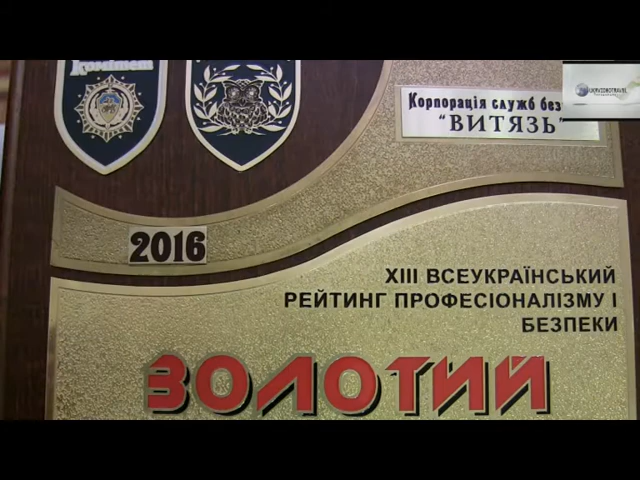 Комітет
Корпорація служб без
"ВИТЯЗЬ"
2016
XIII ВСЕУКРАЇНСЬКИЙ
РЕЙТИНГ ПРОФЕСІОНАЛІЗМУ І
БЕЗПЕКИ
ЗОЛОТИЙ